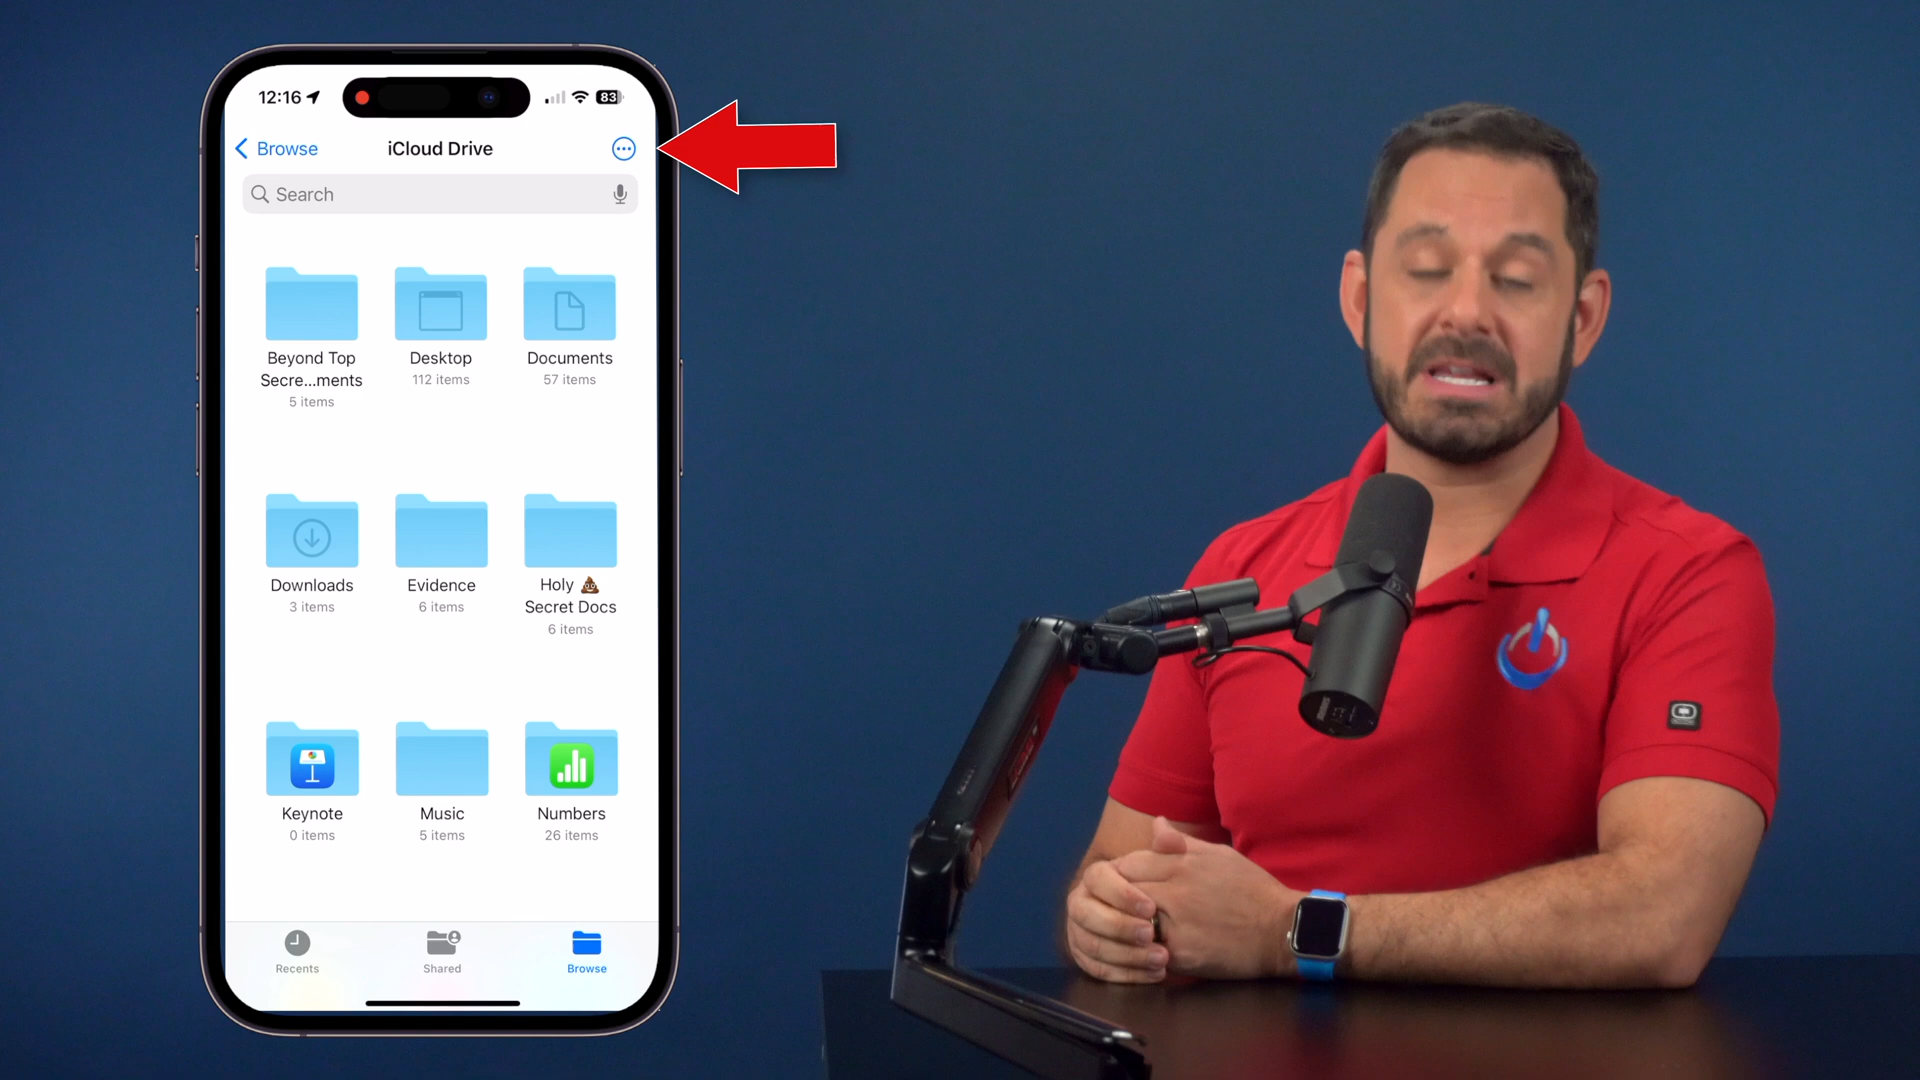 12:16
83
Browse
iCloud Drive
Search
Beyond Top
Secre...ments
5 items
Desktop
112 items
Documents
57 items
Downloads
3 items
Evidence
6 items
Holy 💩
Secret Docs
6 items
Keynote
0 items
Music
5 items
Numbers
26 items
Recents
Shared
Browse